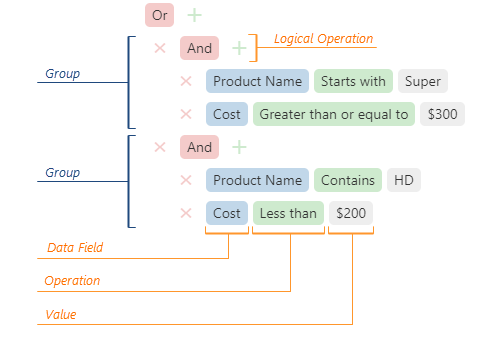 Or
And
Logical Operation
Group
Product Name Starts with Super
Cost Greater than or equal to $300
And
Group
Product Name Contains HD
Cost Less than $200
Data Field
Operation
Value